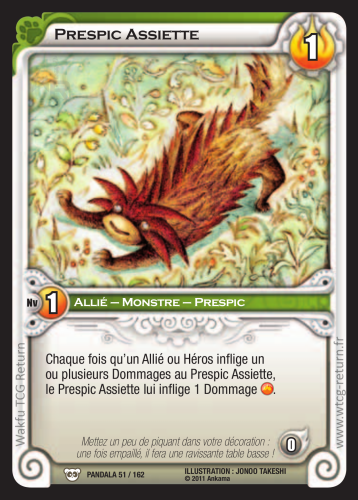 Prespic Assiette
1
Nv 1 Allié – Monstre – Prespic
Chaque fois qu'un Allié ou Héros inflige un
ou plusieurs Dommages au Prespic Assiette,
le Prespic Assiette lui inflige 1 Dommage .
Mettez un peu de piquant dans votre décoration :
une fois empaillé, il fera une ravissante table basse !
0
PANDALA 51 / 162
ILLUSTRATION : JONOO TAKESHI
© 2011 Ankama
Wakfu TCG Return
www.wtcg-return.fr